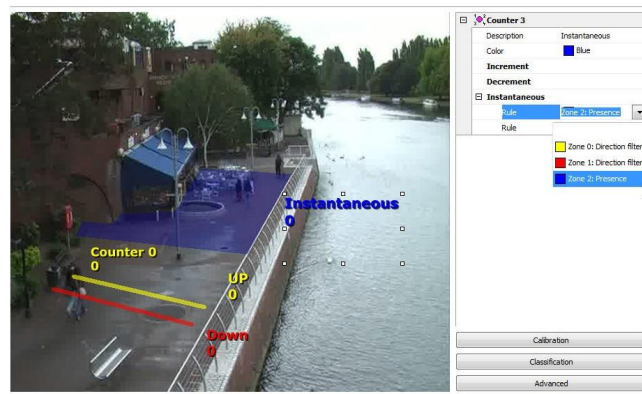 Counter 3
Description Instantaneous
Color Blue
Increment
Decrement
Instantaneous
Rule Zone 2: Presence
Rule
Zone 0: Direction filter
Zone 1: Direction filter
Zone 2: Presence
Instantaneous
0
Counter 0
0
UP
0
Down
0
Calibration
Classification
Advanced